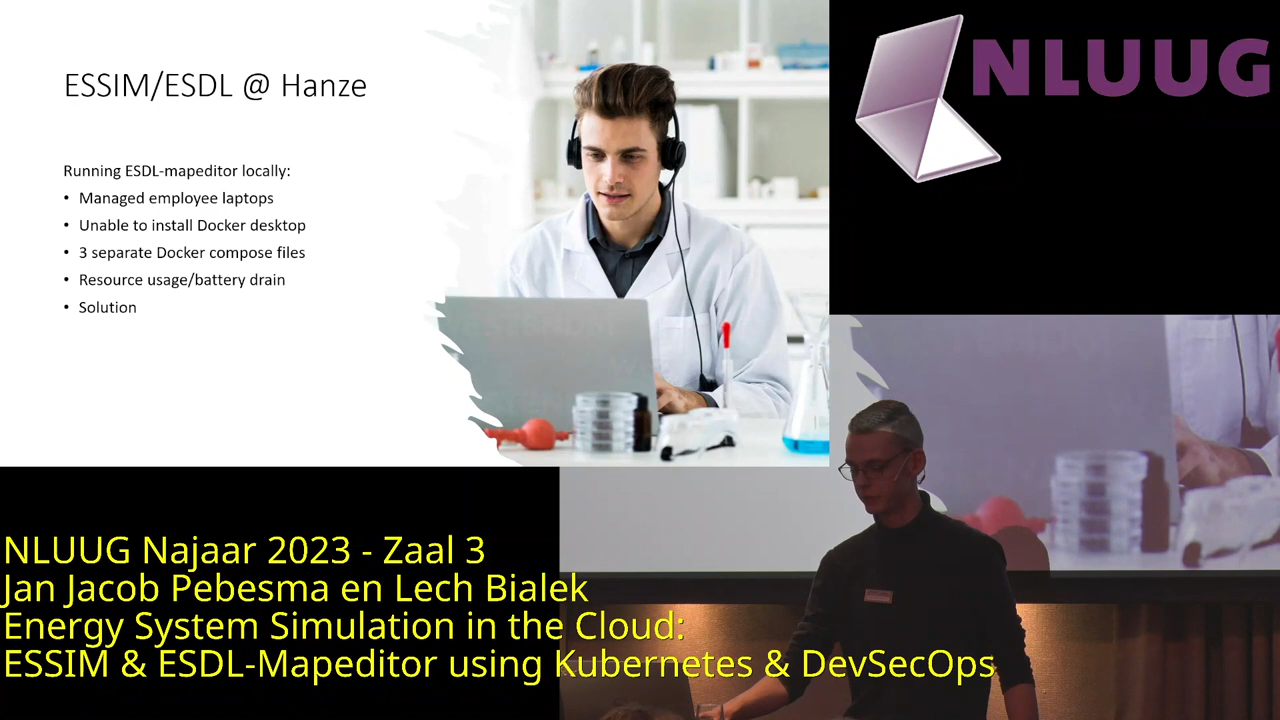 ESSIM/ESDL @ Hanze
Running ESDL-mapeditor locally:
• Managed employee laptops
• Unable to install Docker desktop
• 3 separate Docker compose files
• Resource usage/battery drain
• Solution
NLUUG
NLUUG Najaar 2023 - Zaal 3
Jan Jacob Pebesma en Lech Bialek
Energy System Simulation in the Cloud:
ESSIM & ESDL-Mapeditor using Kubernetes & DevSecOps